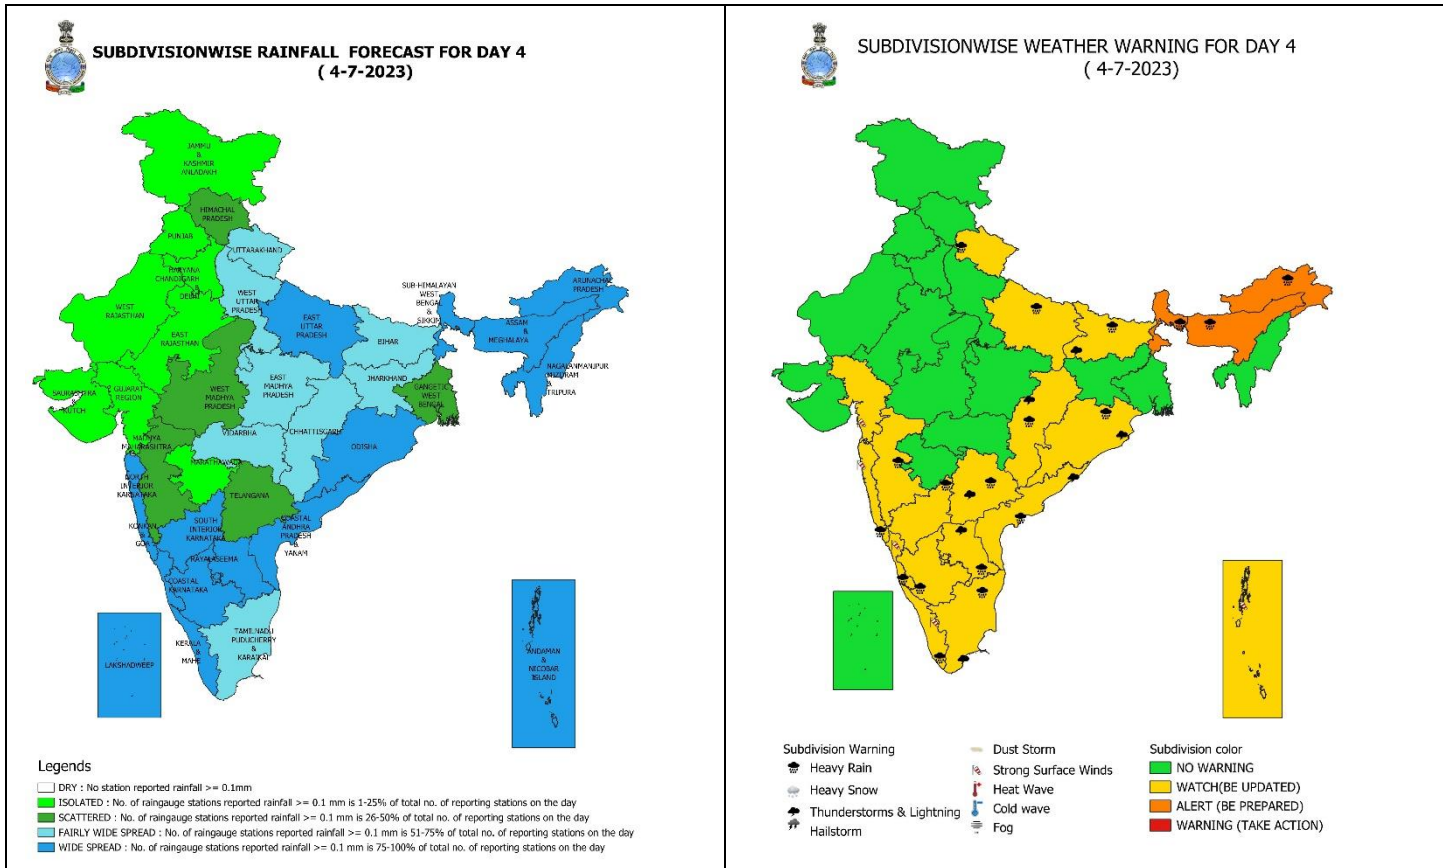 SUBDIVISIONWISE RAINFALL FORECAST FOR DAY 4
( 4-7-2023)
JAMMU
&
KASHMIR
ANLADAKH
HIMACHAL
PRADESH
PUNJAB
HARYANA
CHANDIGARH
&
DELHI
UTTARAKHAND
WEST
UTTAR
PRADESH
WEST
RAJASTHAN
EAST
RAJASTHAN
EAST
UTTAR
PRADESH
SUB-HIMALAYAN
WEST
BENGAL
&
SIKKIM
ARUNACHAL
PRADESH
ASSAM
&
MEGHALAYA
BIHAR
NAGALANMANIPUR
MIZORAM
&
TRIPURA
SAURASHTRA
&
KUTCH
GUJARAT
REGION
WEST
MADHYA
PRADESH
EAST
MADHYA
PRADESH
JHARKHAND
GANGETIC
WEST
BENGAL
MADHYA
MAHARASHTRA
VIDARBHA
CHHATTISGARH
ODISHA
MARATHAWADA
NORTH
INTERIOR
KARNATAKA
TELANGANA
KONKAN
&
GOA
SOUTH
INTERIOR
KARNATAKA
COASTAL
ANDHRA
PRADESH
&
YANAM
RAYALASEEMA
COASTAL
KARNATAKA
TAMILNADU
PUDUCHERRY
&
KARAIKAL
KERALA
&
MAHE
LAKSHADWEEP
ANDAMAN
&
NICOBAR
ISLAND
Legends
DRY : No station reported rainfall >= 0.1mm
ISOLATED : No. of raingauge stations reported rainfall >= 0.1 mm is 1-25% of total no. of reporting stations on the day
SCATTERED : No. of raingauge stations reported rainfall >= 0.1 mm is 26-50% of total no. of reporting stations on the day
FAIRLY WIDE SPREAD : No. of raingauge stations reported rainfall >= 0.1 mm is 51-75% of total no. of reporting stations on the day
WIDE SPREAD : No. of raingauge stations reported rainfall >= 0.1 mm is 75-100% of total no. of reporting stations on the day
SUBDIVISIONWISE WEATHER WARNING FOR DAY 4
( 4-7-2023)
Subdivision Warning
Heavy Rain
Heavy Snow
Thunderstorms & Lightning
Hailstorm
Dust Storm
Strong Surface Winds
Heat Wave
Cold wave
Fog
Subdivision color
NO WARNING
WATCH(BE UPDATED)
ALERT (BE PREPARED)
WARNING (TAKE ACTION)